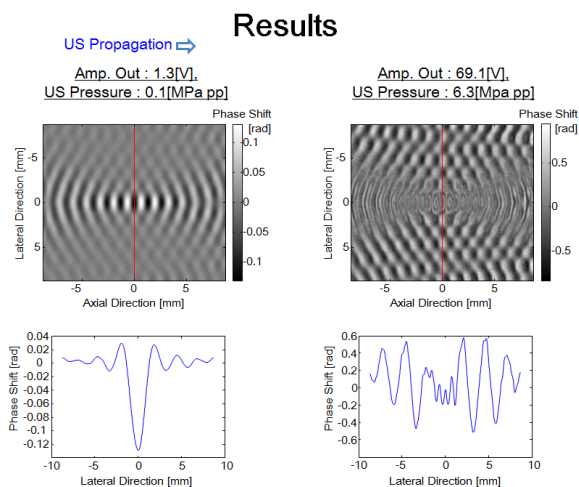 Results
US Propagation
Amp. Out : 1.3[V],
US Pressure : 0.1[MPa pp]
Phase Shift
[rad]
0.1
0.05
0
-0.05
-0.1
Lateral Direction [mm]
-5
0
5
-5
0
5
Axial Direction [mm]
Amp. Out : 69.1[V],
US Pressure : 6.3[Mpa pp]
Phase Shift
[rad]
0.5
0
-0.5
Lateral Direction [mm]
-5
0
5
-5
0
5
Axial Direction [mm]
Phase Shift [rad]
0.04
0.02
0
-0.02
-0.04
-0.06
-0.08
-0.1
-0.12
-10
-5
0
5
10
Lateral Direction [mm]
Phase Shift [rad]
0.6
0.4
0.2
0
-0.2
-0.4
-0.6
-10
-5
0
5
10
Lateral Direction [mm]